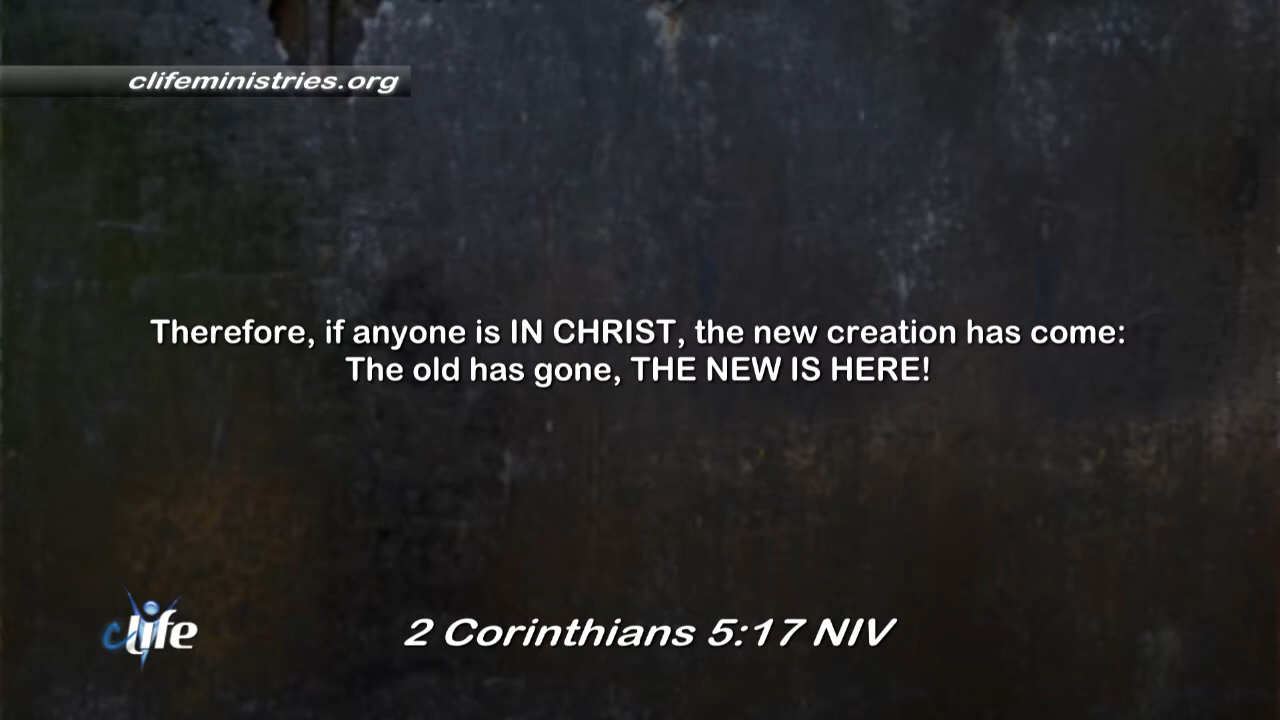 clifeministries.org
Therefore, if anyone is IN CHRIST, the new creation has come:
The old has gone, THE NEW IS HERE!
cLife
2 Corinthians 5:17 NIV